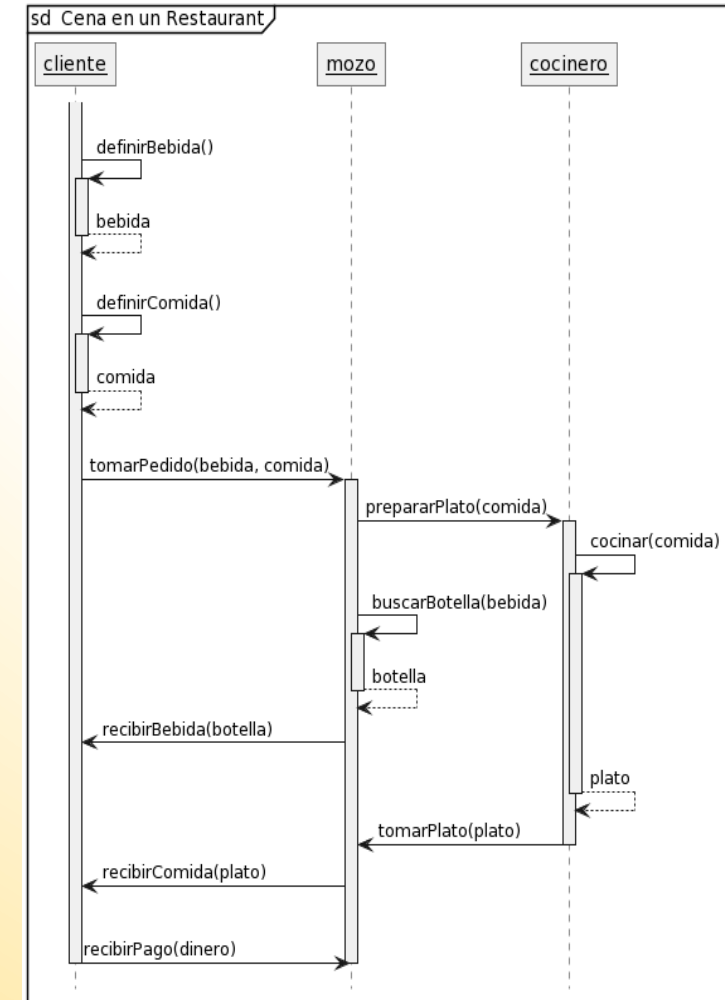 sd Cena en un Restaurant
cliente
mozo
cocinero
definirBebida()
bebida
definirComida()
comida
tomarPedido(bebida, comida)
prepararPlato(comida)
cocinar(comida)
buscarBotella(bebida)
botella
recibirBebida(botella)
plato
tomarPlato(plato)
recibirComida(plato)
recibirPago(dinero)